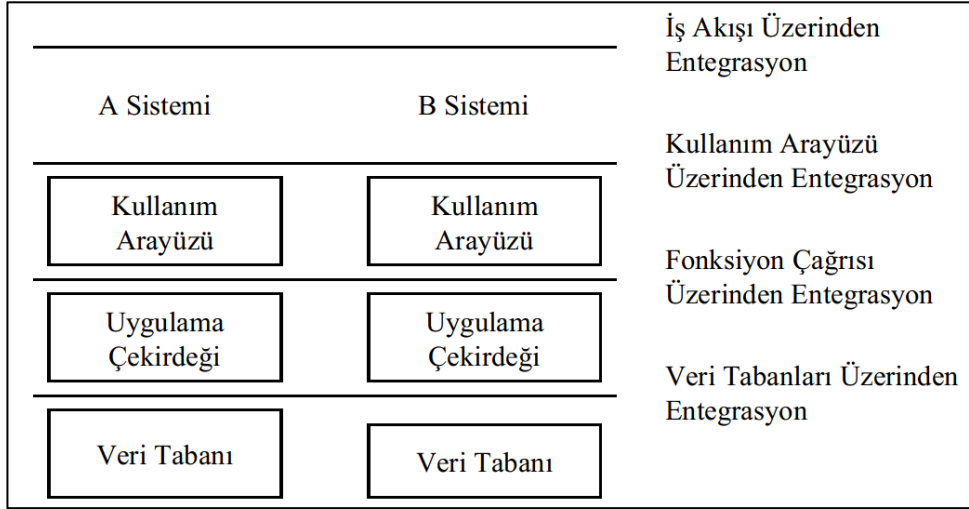 İş Akışı Üzerinden
Entegrasyon
A Sistemi
B Sistemi
Kullanım Arayüzü
Üzerinden Entegrasyon
Kullanım
Arayüzü
Kullanım
Arayüzü
Fonksiyon Çağrısı
Üzerinden Entegrasyon
Uygulama
Çekirdeği
Uygulama
Çekirdeği
Veri Tabanları Üzerinden
Entegrasyon
Veri Tabanı
Veri Tabanı